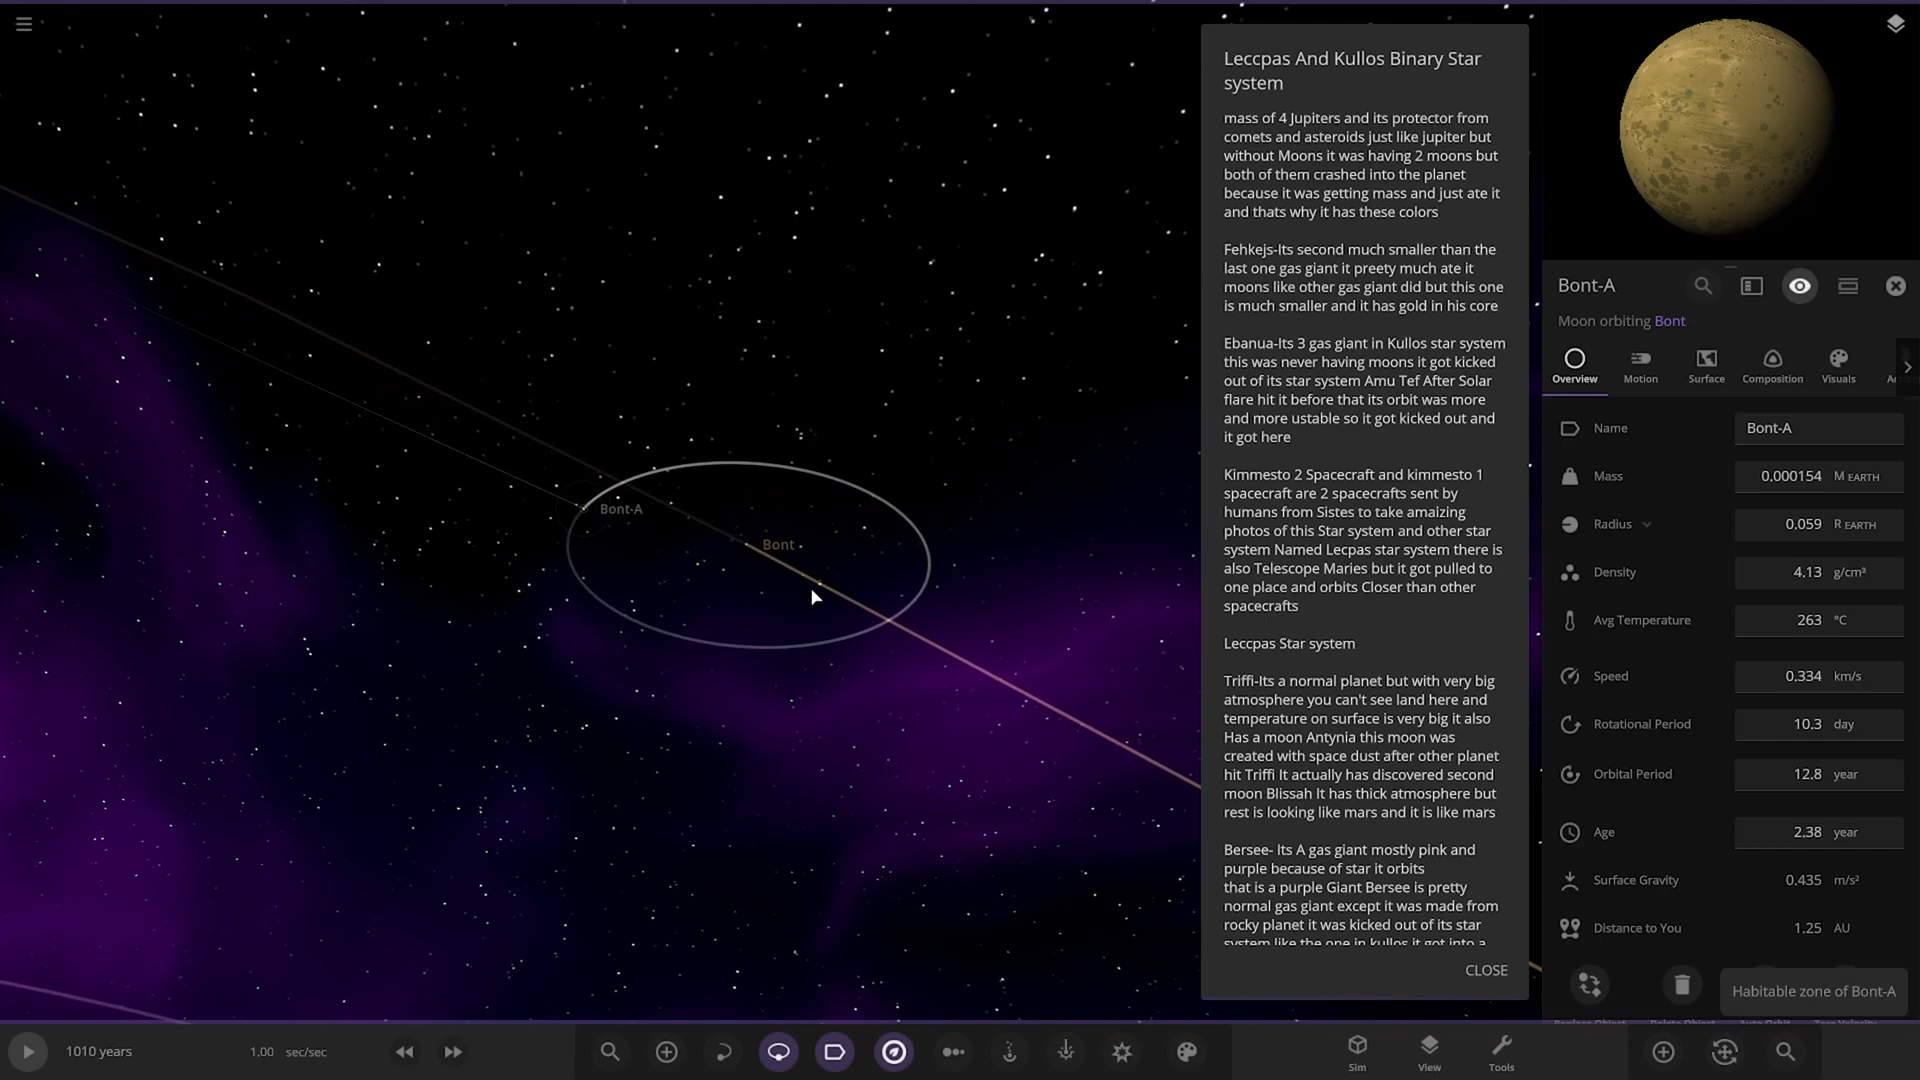 Leccpas And Kullos Binary Star
system
mass of 4 Jupiters and its protector from
comets and asteroids just like jupiter but
without Moons it was having 2 moons but
both of them crashed into the planet
because it was getting mass and just ate it
and thats why it has these colors
Fehkejs-Its second much smaller than the
last one gas giant it preety much ate it
moons like other gas giant did but this one
is much smaller and it has gold in his core
Ebanua-Its 3 gas giant in Kullos star system
this was never having moons it got kicked
out of its star system Amu Tef After Solar
flare hit it before that its orbit was more
and more ustable so it got kicked out and
it got here
Kimmesto 2 Spacecraft and kimmesto 1
spacecraft are 2 spacecrafts sent by
humans from Sistes to take amaizing
photos of this Star system and other star
system Named Lecpas star system there is
also Telescope Maries but it got pulled to
one place and orbits Closer than other
spacecrafts
Leccpas Star system
Triffi-Its a normal planet but with very big
atmosphere you can't see land here and
temperature on surface is very big it also
Has a moon Antynia this moon was
created with space dust after other planet
hit Triffi It actually has discovered second
moon Blissah It has thick atmosphere but
rest is looking like mars and it is like mars
Bersee- Its A gas giant mostly pink and
purple because of star it orbits
that is a purple Giant Bersee is pretty
normal gas giant except it was made from
rocky planet it was kicked out of its star
system like the one in kullos it got into a
CLOSE
Bont-A
Bont
Bont-A
Moon orbiting Bont
Overview
Motion
Surface
Composition
Visuals
Name
Bont-A
Mass
0.000154 M EARTH
Radius
0.059 R EARTH
Density
4.13 g/cm³
Avg Temperature
263 °C
Speed
0.334 km/s
Rotational Period
10.3 day
Orbital Period
12.8 year
Age
2.38 year
Surface Gravity
0.435 m/s²
Distance to You
1.25 AU
Habitable zone of Bont-A
1010 years
1.00 sec/sec
Sim
View
Tools